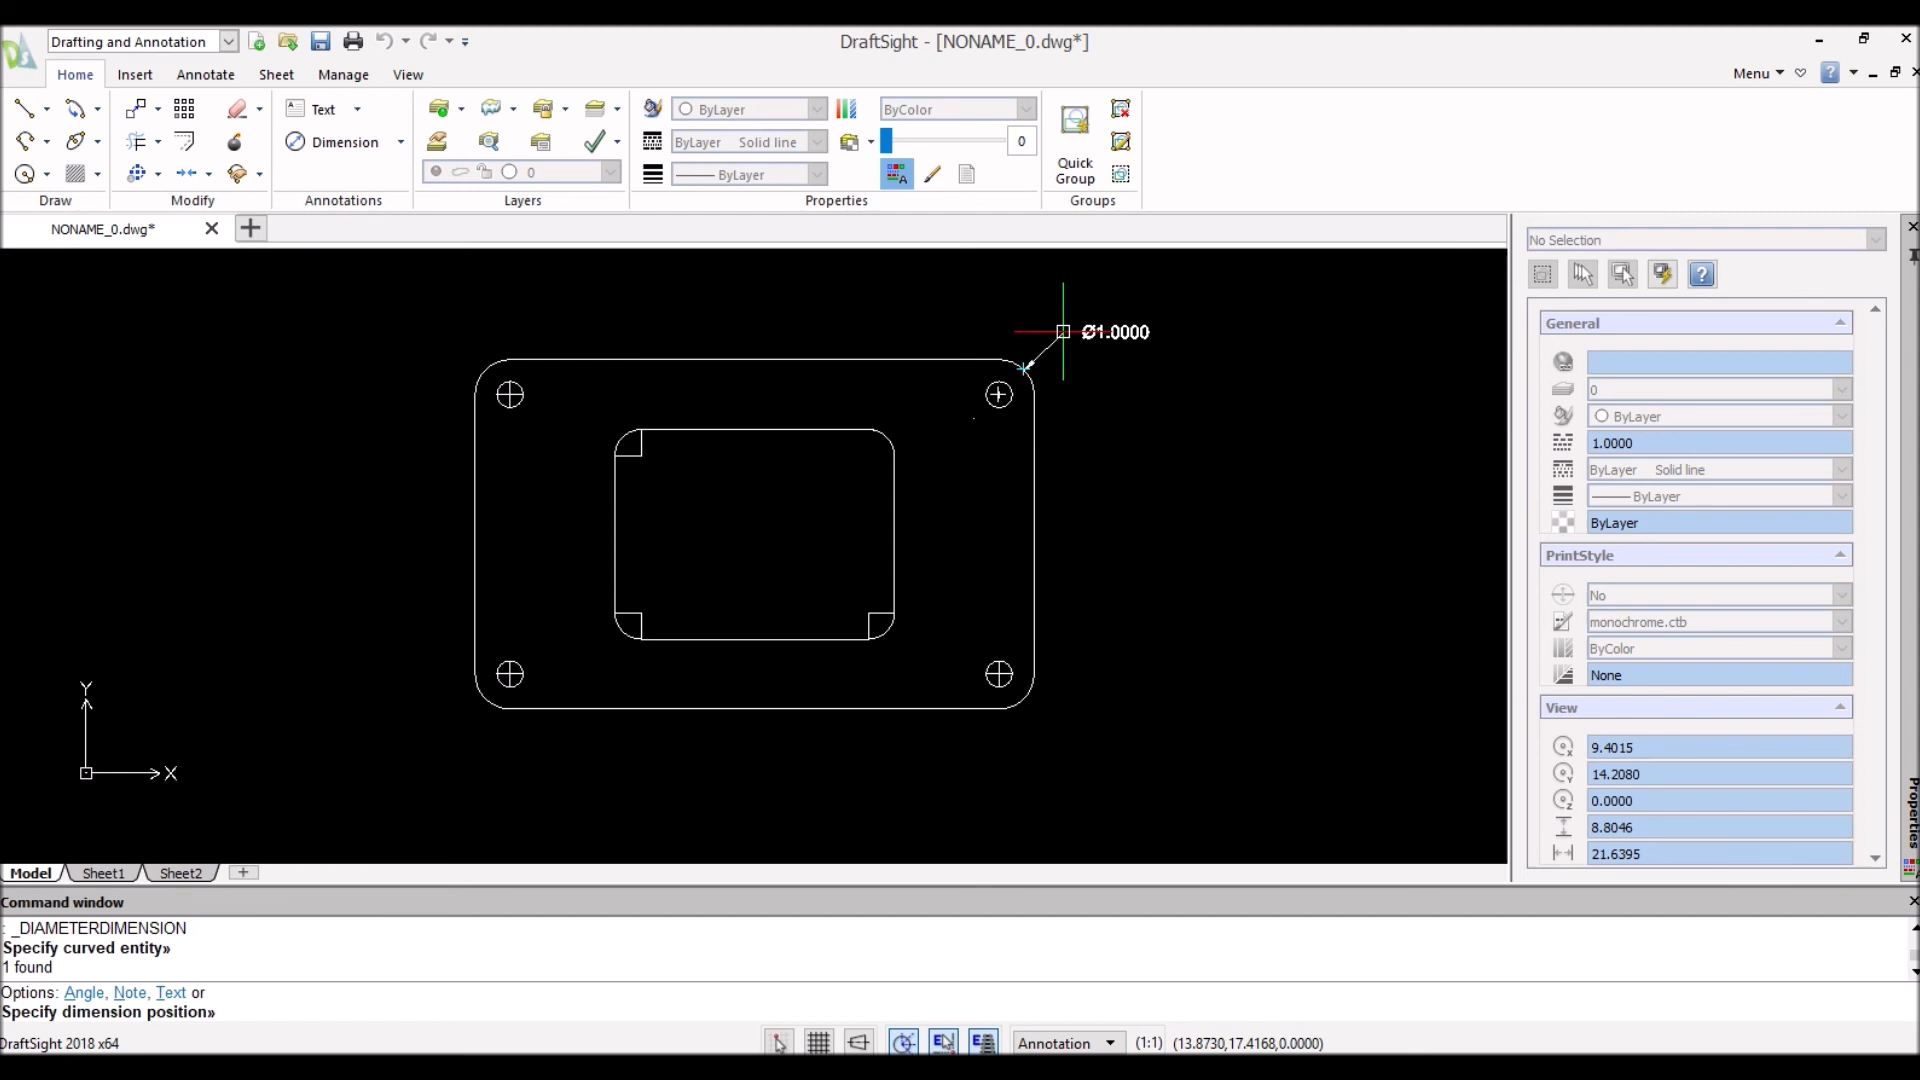 Drafting and Annotation
DraftSight - [NONAME_0.dwg*]
Home Insert Annotate Sheet Manage View
Menu
Text
Dimension
0
ByLayer
ByLayer Solid line
ByLayer
ByColor
0
Quick
Group
Draw Modify Annotations Layers Properties Groups
NONAME_0.dwg*
No Selection
General
0
ByLayer
1.0000
ByLayer Solid line
ByLayer
ByLayer
PrintStyle
No
monochrome.ctb
ByColor
None
View
9.4015
14.2080
0.0000
8.8046
21.6395
Properties
Ø1.0000
Y
X
Model Sheet1 Sheet2
Command window
: _DIAMETERDIMENSION
Specify curved entity»
1 found
Options: Angle, Note, Text or
Specify dimension position»
DraftSight 2018 x64
Annotation (1:1) (13.8730,17.4168,0.0000)